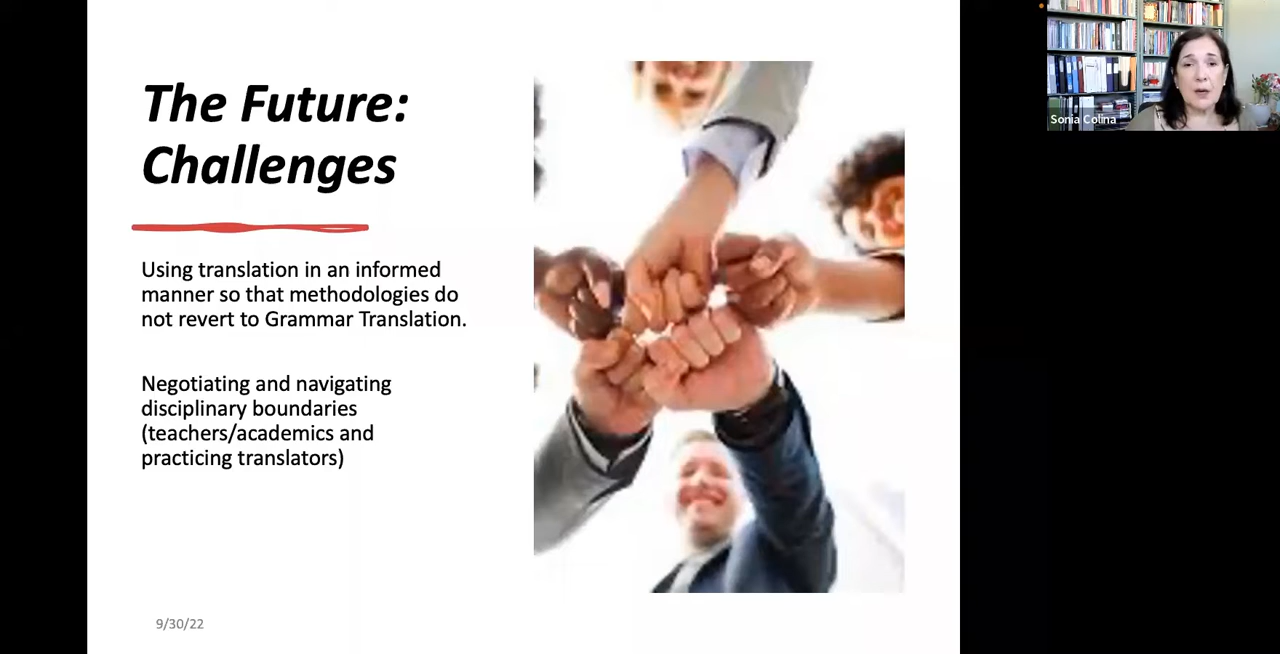 The Future:
Challenges
Using translation in an informed
manner so that methodologies do
not revert to Grammar Translation.
Negotiating and navigating
disciplinary boundaries
(teachers/academics and
practicing translators)
9/30/22
Sonia Colina